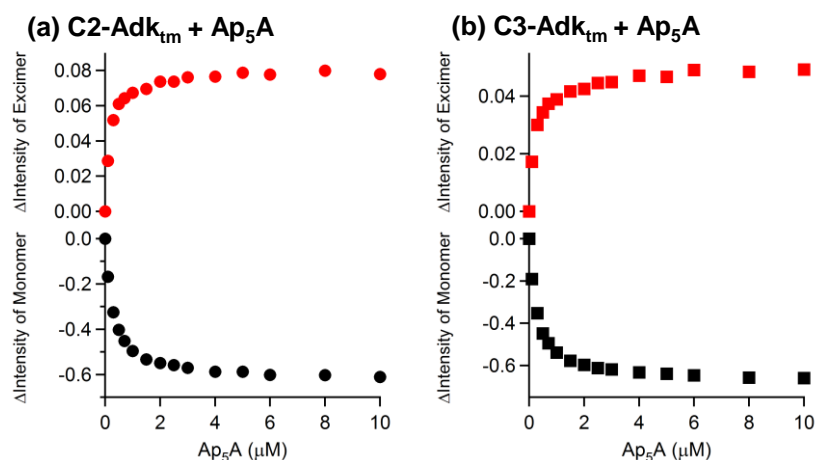 (a) C2-Adktm + Ap5A
ΔIntensity of Excimer
0.08
0.06
0.04
0.02
0.00
ΔIntensity of Monomer
0.0
-0.2
-0.4
-0.6
0 2 4 6 8 10
Ap5A (μM)
(b) C3-Adktm + Ap5A
ΔIntensity of Excimer
0.04
0.02
0.00
ΔIntensity of Monomer
0.0
-0.2
-0.4
-0.6
0 2 4 6 8 10
Ap5A (μM)